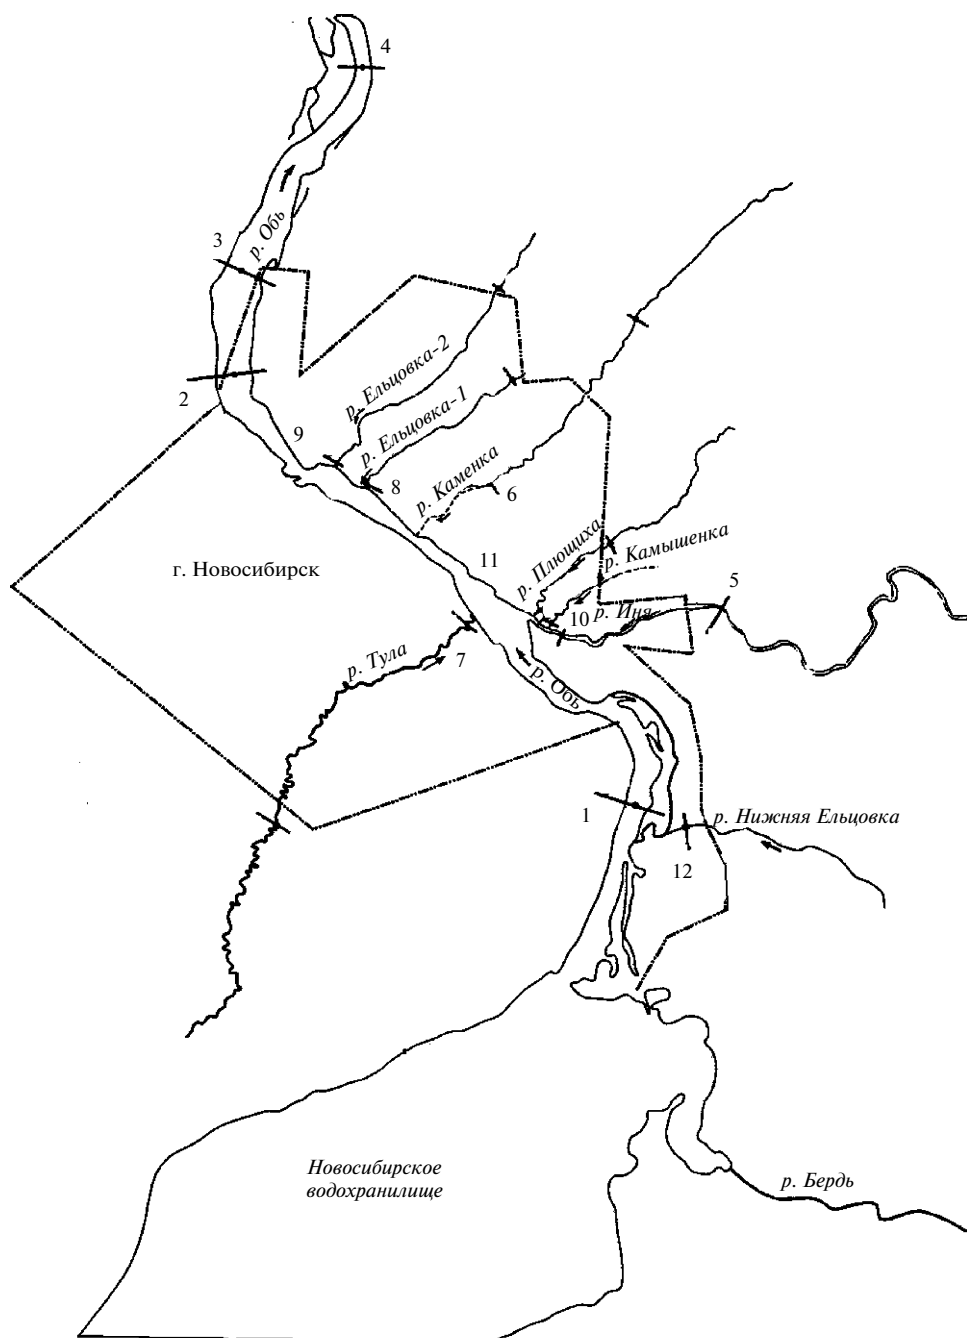 4
3
р. Обь
2
р. Ельцовка-2
9
р. Ельцовка-1
8
р. Каменка
6
г. Новосибирск
11
р. Плющиха
р. Камышенка
5
10
р. Иня
р. Тула
7
р. Обь
1
р. Нижняя Ельцовка
12
Новосибирское
водохранилище
р. Бердь